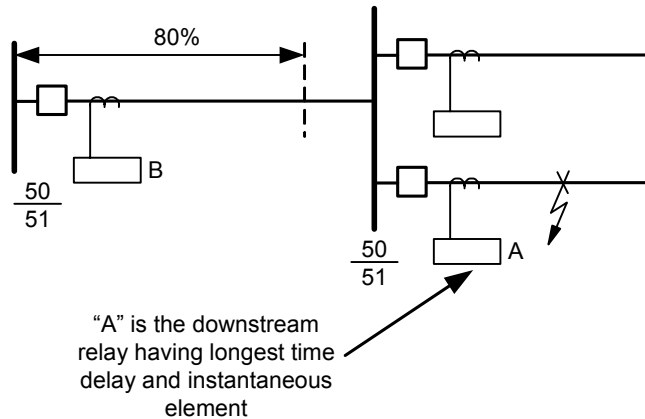 80%
B
50
51
A
50
51
“A” is the downstream
relay having longest time
delay and instantaneous
element